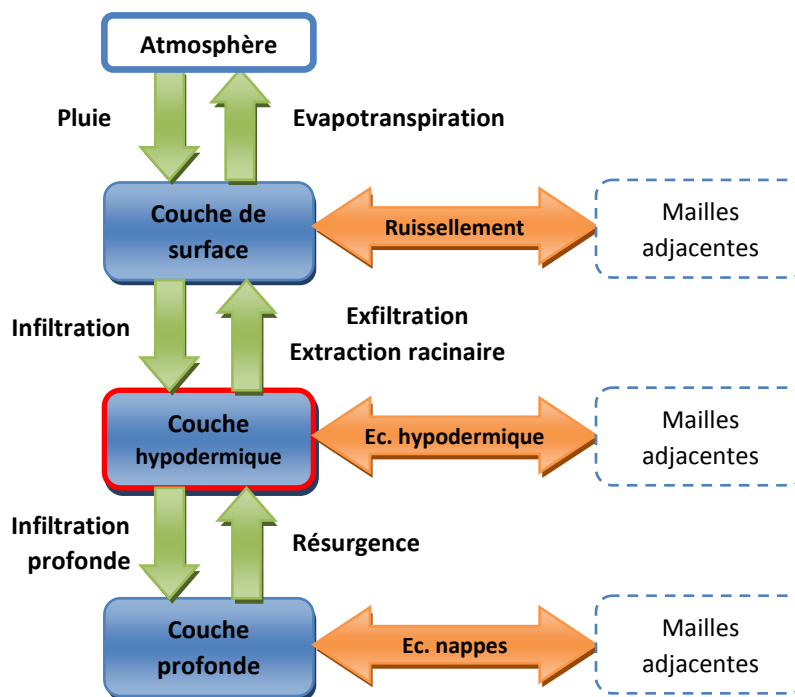 Atmosphère
Pluie
Evapotranspiration
Couche de
surface
Ruissellement
Mailles
adjacentes
Infiltration
Exfiltration
Extraction racinaire
Couche
hypodermique
Ec. hypodermique
Mailles
adjacentes
Infiltration
profonde
Résurgence
Couche
profonde
Ec. nappes
Mailles
adjacentes